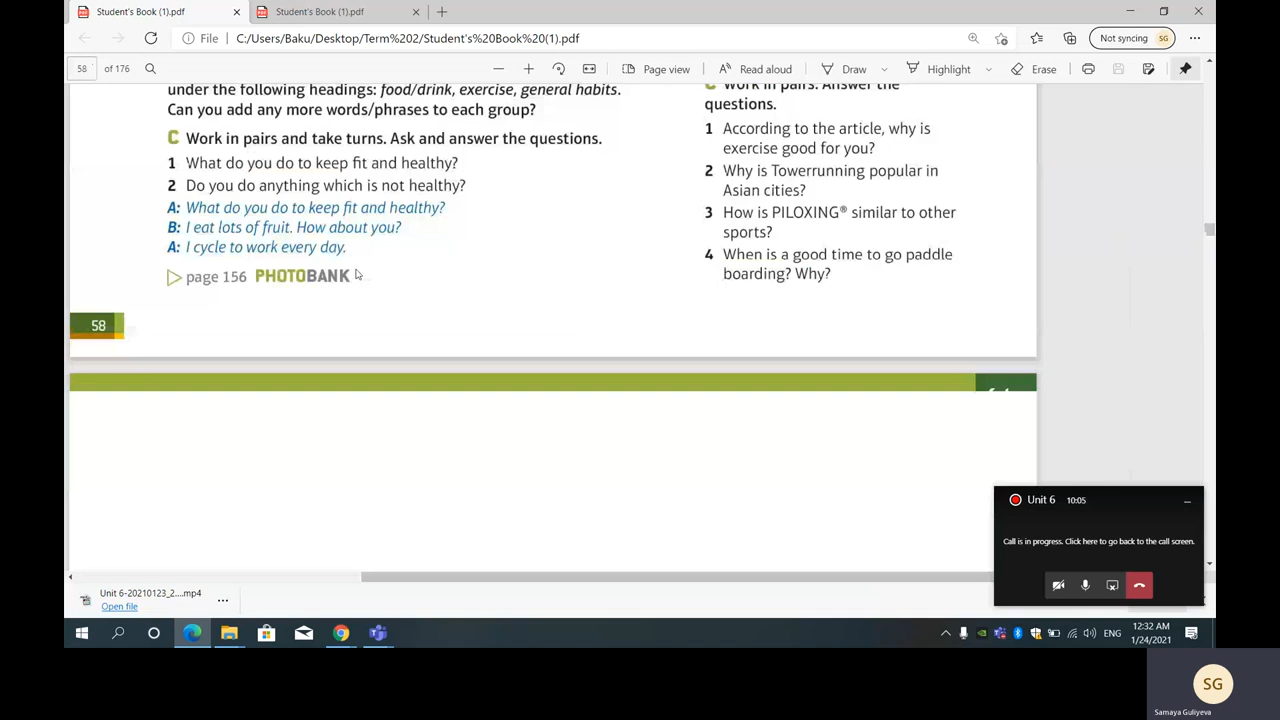 Student's Book (1).pdf
Student's Book (1).pdf
File
C:/Users/Baku/Desktop/Term%202/Student's%20Book%20(1).pdf
Not syncing
SG
58
of 176
Page view
Read aloud
Draw
Highlight
Erase
under the following headings: food/drink, exercise, general habits.
Can you add any more words/phrases to each group?
C Work in pairs and take turns. Ask and answer the questions.
1 What do you do to keep fit and healthy?
2 Do you do anything which is not healthy?
A: What do you do to keep fit and healthy?
B: I eat lots of fruit. How about you?
A: I cycle to work every day.
page 156 PHOTOBANK
58
C Work in pairs. Answer the
questions.
1 According to the article, why is
exercise good for you?
2 Why is Towerrunning popular in
Asian cities?
3 How is PILOXING® similar to other
sports?
4 When is a good time to go paddle
boarding? Why?
Unit 6 10:05
Call is in progress. Click here to go back to the call screen.
Unit 6-20210123_2....mp4
Open file
ENG
12:32 AM
1/24/2021
SG
Samaya Guliyeva